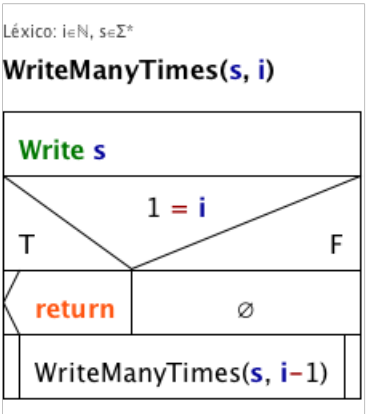 Léxico: i∈ℕ, s∈Σ*
WriteManyTimes(s, i)
Write s
1 = i
T F
return ∅
WriteManyTimes(s, i-1)